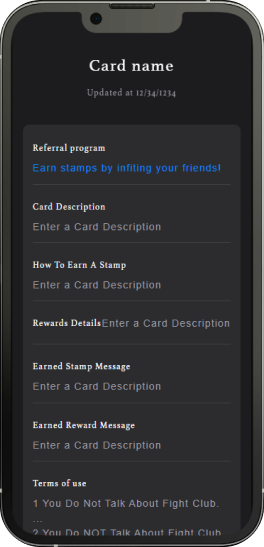 Card name
Updated at 12/34/1234
Referral program
Earn stamps by infiting your friends!
Card Description
Enter a Card Description
How To Earn A Stamp
Enter a Card Description
Rewards Details Enter a Card Description
Earned Stamp Message
Enter a Card Description
Earned Reward Message
Enter a Card Description
Terms of use
1 You Do Not Talk About Fight Club.
...
2 You Do NOT Talk About Fight Club.